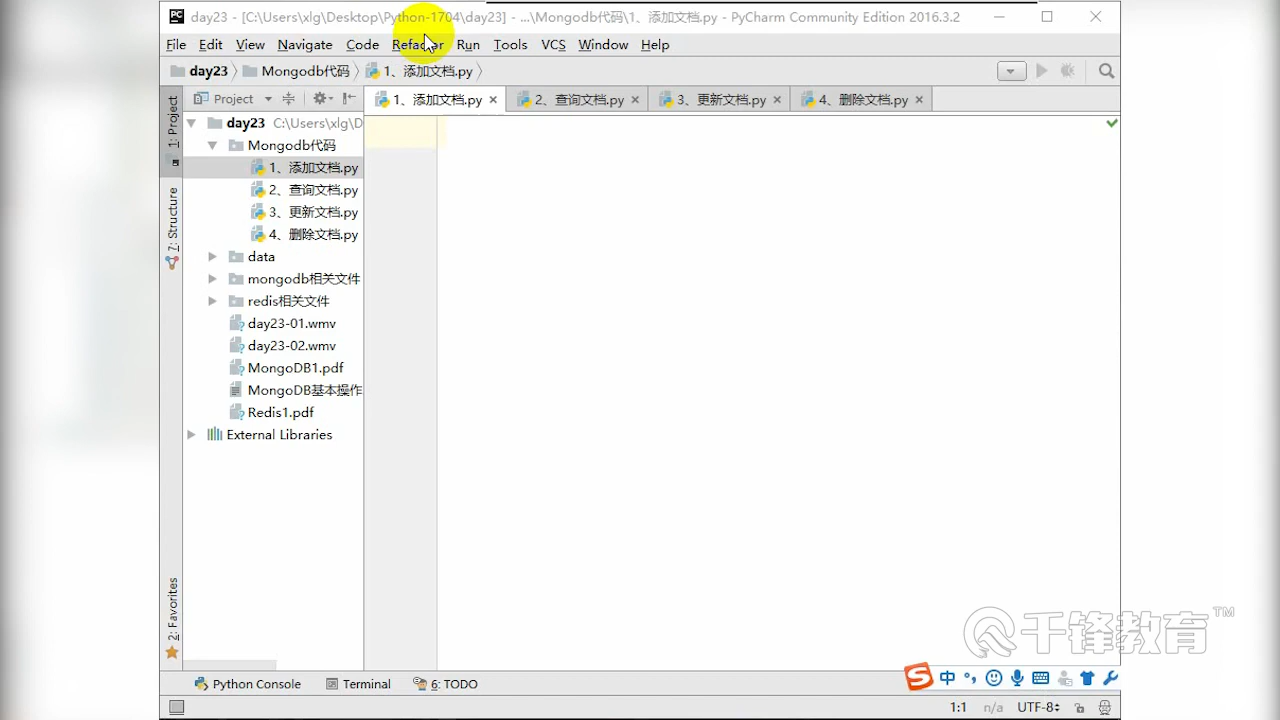 day23 - [C:\Users\xlg\Desktop\Python-1704\day23] - ...\Mongodb代码\1、添加文档.py - PyCharm Community Edition 2016.3.2
File Edit View Navigate Code Refactor Run Tools VCS Window Help
day23 Mongodb代码 1、添加文档.py
Project
1、添加文档.py 2、查询文档.py 3、更新文档.py 4、删除文档.py
1: Project
7: Structure
2: Favorites
day23 C:\Users\xlg\D
Mongodb代码
1、添加文档.py
2、查询文档.py
3、更新文档.py
4、删除文档.py
data
mongodb相关文件
redis相关文件
day23-01.wmv
day23-02.wmv
MongoDB1.pdf
MongoDB基本操作
Redis1.pdf
External Libraries
千锋教育™
S 中
Python Console Terminal 6: TODO
1:1 n/a UTF-8